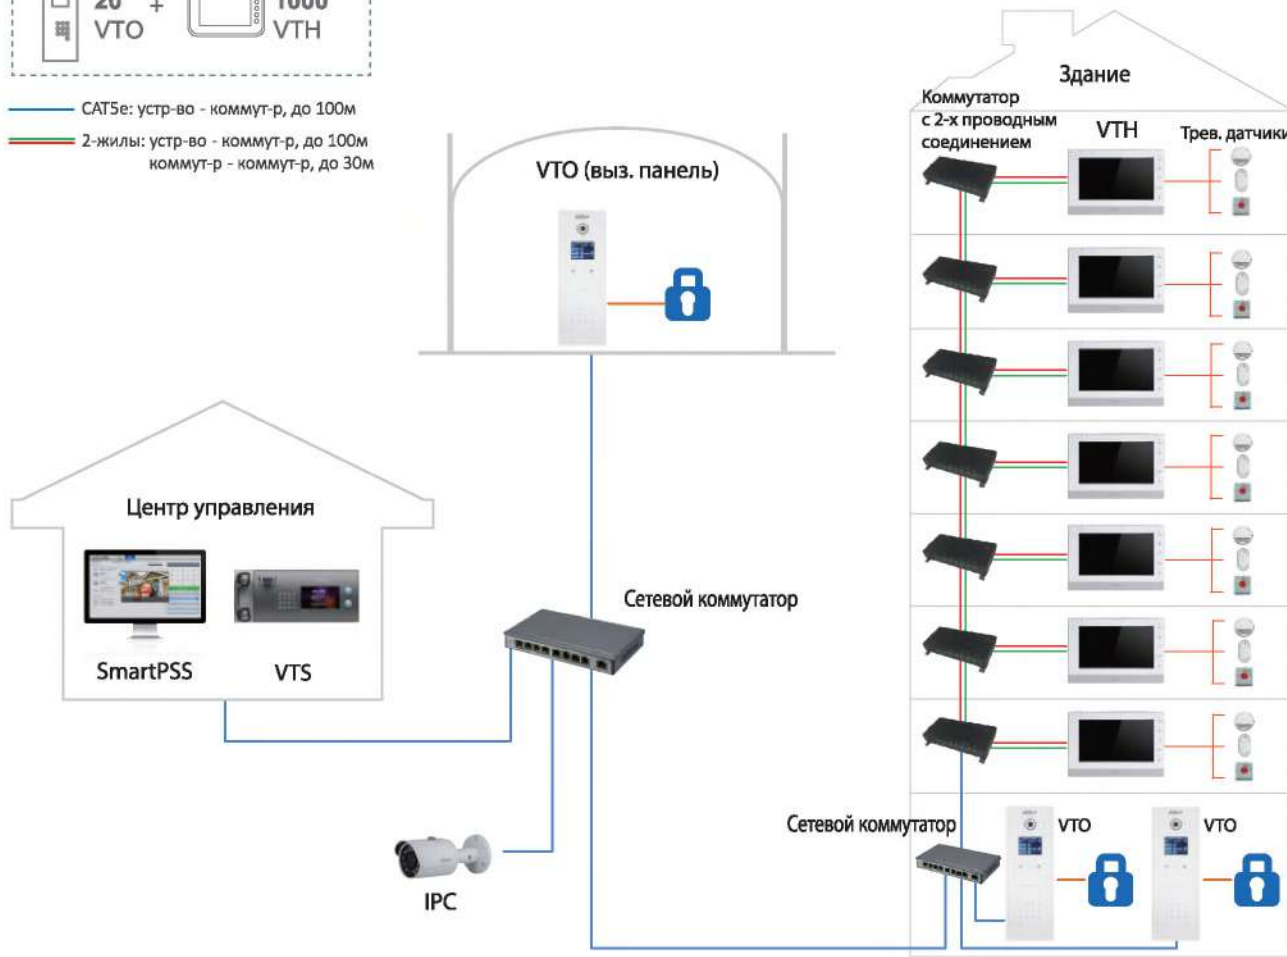 20 + 1000
VTO VTH
CAT5e: устр-во - коммут-р, до 100м
2-жилы: устр-во - коммут-р, до 100м
коммут-р - коммут-р, до 30м
VTO (выз. панель)
Здание
Коммутатор
с 2-х проводным
соединением
VTH
Трев. датчики
Центр управления
SmartPSS
VTS
Сетевой коммутатор
IPC
Сетевой коммутатор
VTO
VTO